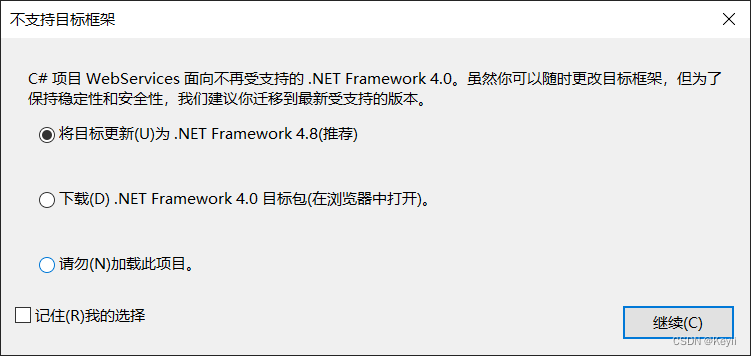 不支持目标框架
C# 项目 WebServices 面向不再受支持的 .NET Framework 4.0。虽然你可以随时更改目标框架，但为了
保持稳定性和安全性，我们建议你迁移到最新受支持的版本。
将目标更新(U)为 .NET Framework 4.8(推荐)
下载(D) .NET Framework 4.0 目标包(在浏览器中打开)。
请勿(N)加载此项目。
记住(R)我的选择
继续(C)
CSDN @Keyli